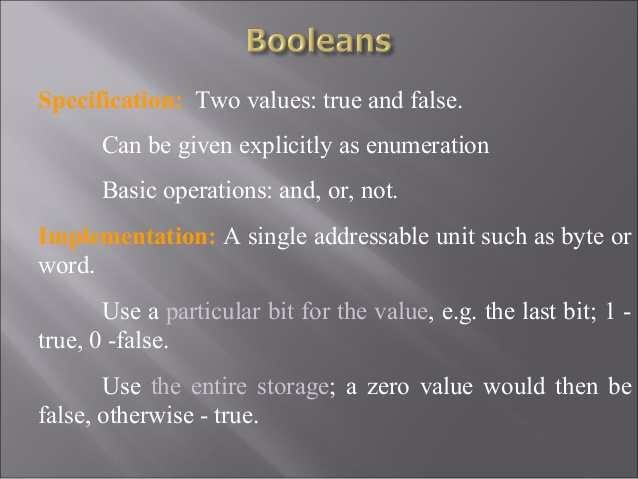 Booleans
Specification: Two values: true and false.
Can be given explicitly as enumeration
Basic operations: and, or, not.
Implementation: A single addressable unit such as byte or
word.
Use a particular bit for the value, e.g. the last bit; 1 -
true, 0 -false.
Use the entire storage; a zero value would then be
false, otherwise - true.